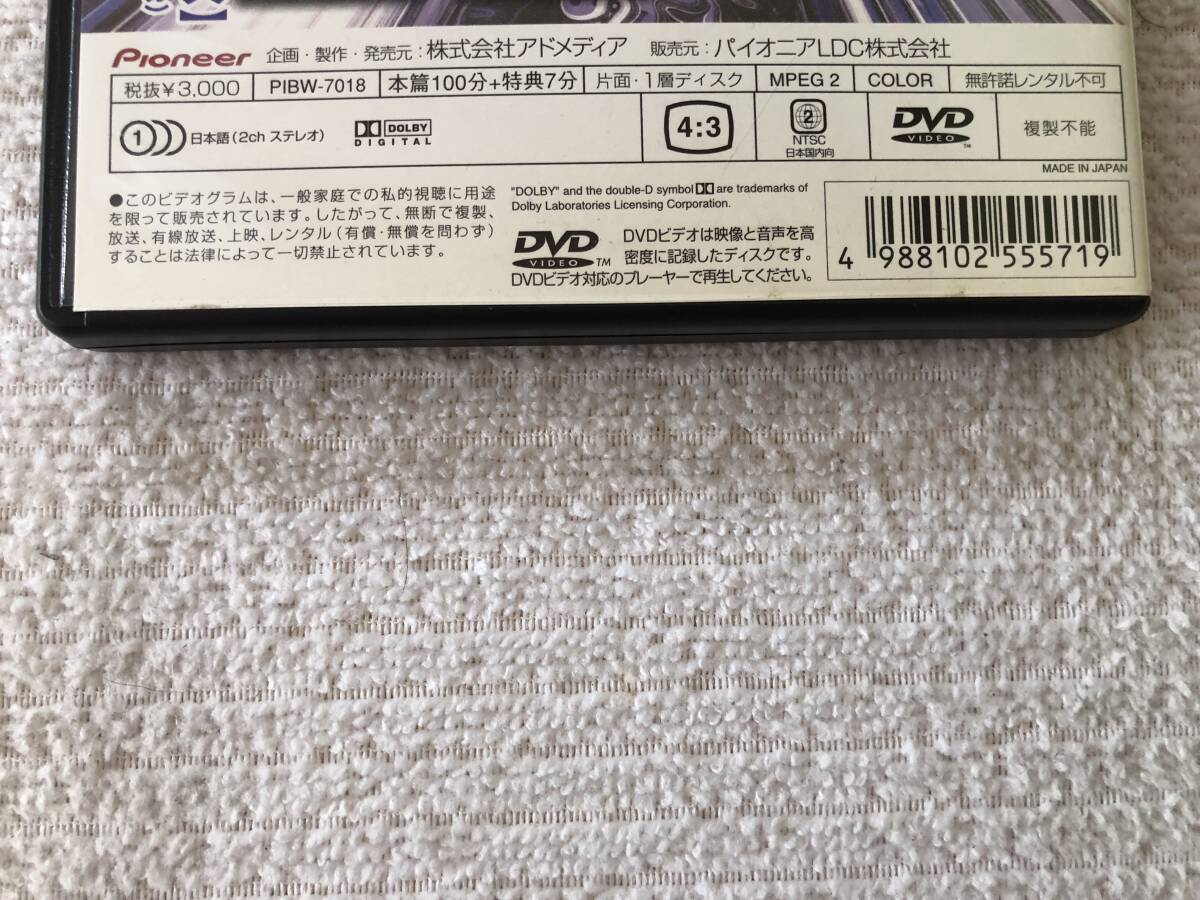 Pioneer 企画・製作・発売元：株式会社アドメディア 販売元：パイオニアLDC株式会社
税抜¥3,000 PIBW-7018 本篇100分+特典7分 片面・1層ディスク MPEG 2 COLOR 無許諾レンタル不可
1 日本語(2ch ステレオ) DOLBY DIGITAL 4:3 2 NTSC 日本国内向 DVD VIDEO ™ 複製不能
MADE IN JAPAN
●このビデオグラムは、一般家庭での私的視聴に用途
を限って販売されています。したがって、無断で複製、
放送、有線放送、上映、レンタル(有償・無償を問わず)
することは法律によって一切禁止されています。
"DOLBY" and the double-D symbol are trademarks of
Dolby Laboratories Licensing Corporation.
DVD VIDEO ™ DVDビデオは映像と音声を高
密度に記録したディスクです。
DVDビデオ対応のプレーヤーで再生してください。
4 988102 555719